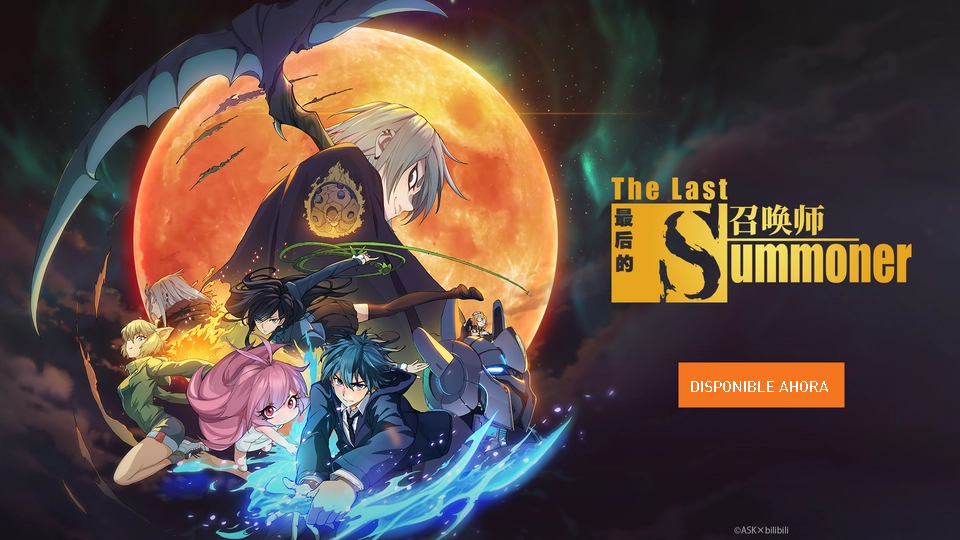 The Last
最后的
召唤师
Summoner
DISPONIBLE AHORA
©ASK×bilibili